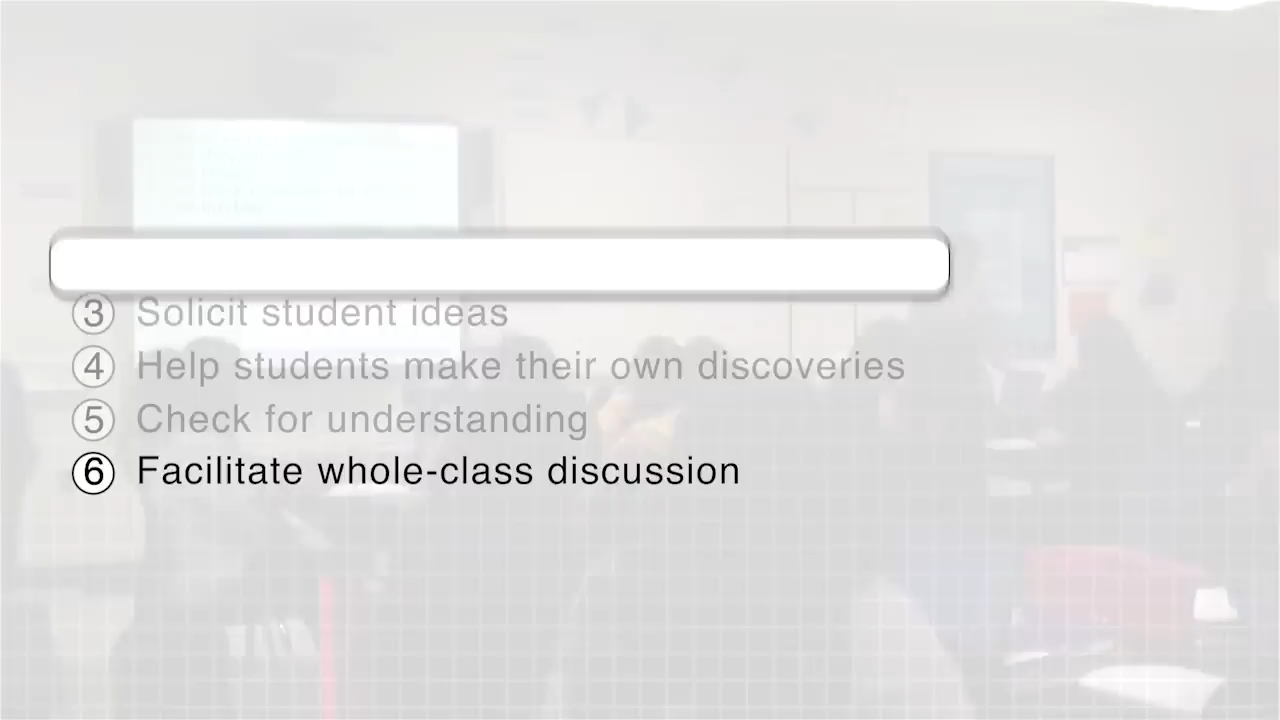 ③ Solicit student ideas
④ Help students make their own discoveries
⑤ Check for understanding
⑥ Facilitate whole-class discussion